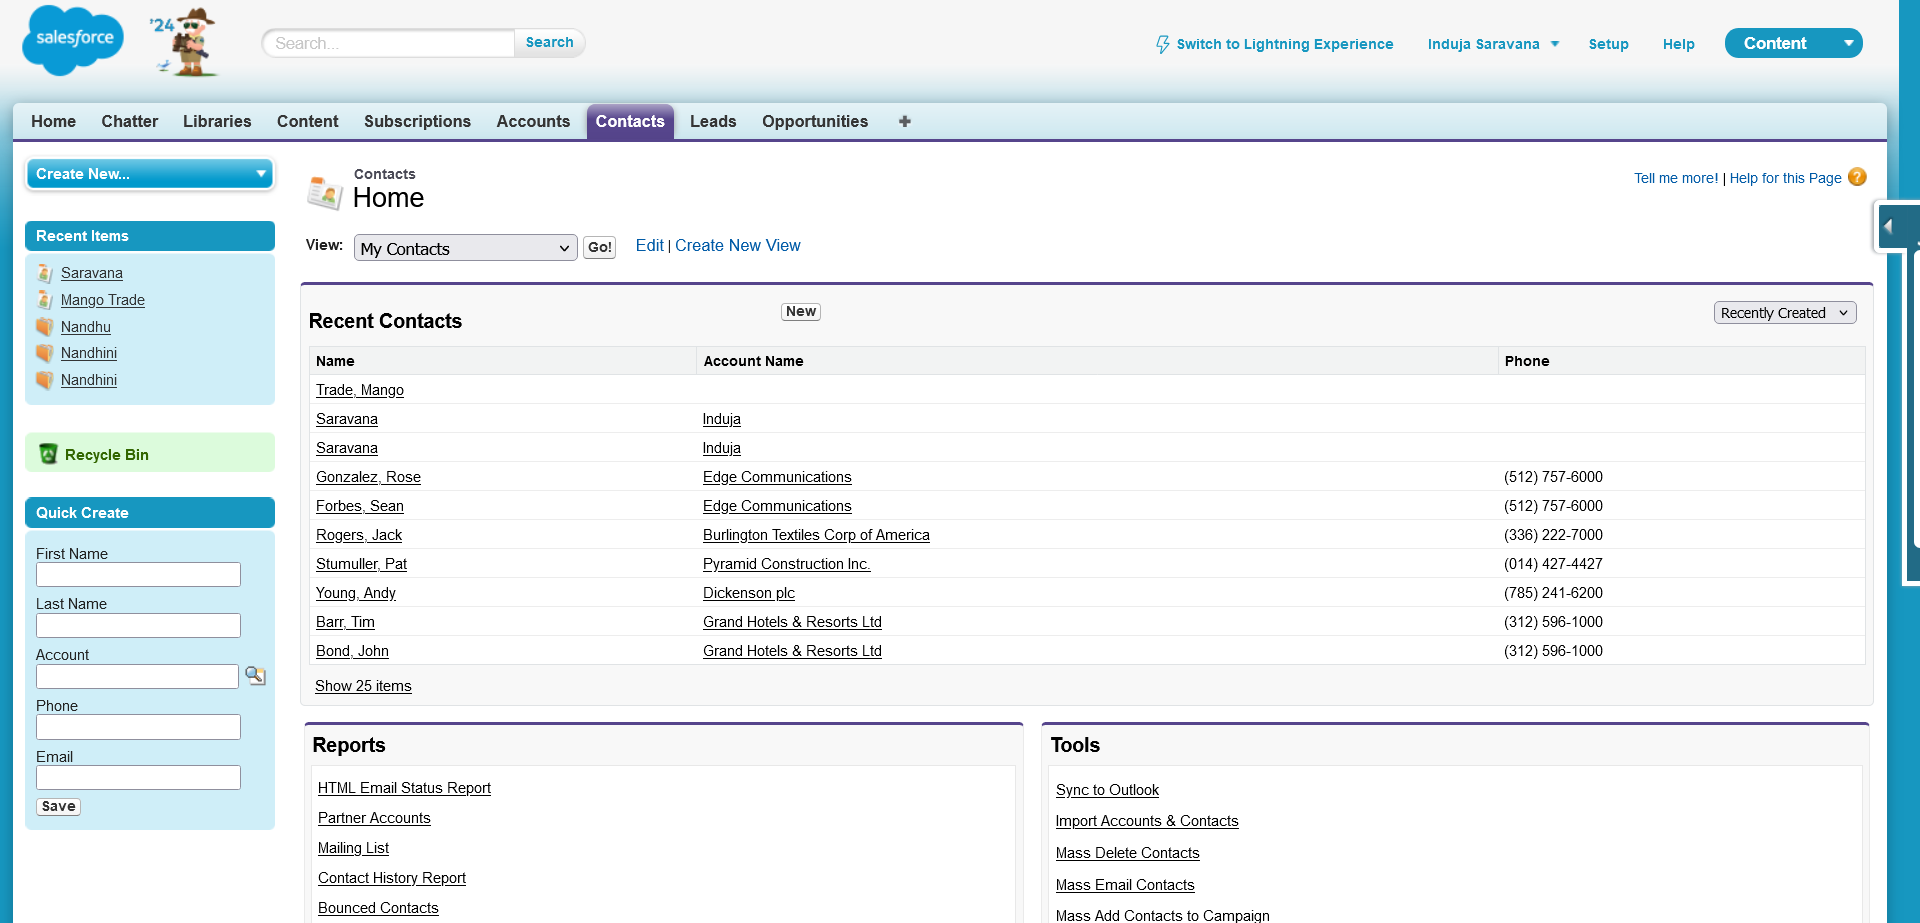 salesforce
'24
Search...
Search
Switch to Lightning Experience
Induja Saravana
Setup
Help
Content
Home Chatter Libraries Content Subscriptions Accounts Contacts Leads Opportunities +
Create New...
Recent Items
Saravana
Mango Trade
Nandhu
Nandhini
Nandhini
Recycle Bin
Quick Create
First Name
Last Name
Account
Phone
Email
Save
Contacts
Home
Tell me more! | Help for this Page ?
View: My Contacts Go! Edit | Create New View
Recent Contacts New Recently Created
Name Account Name Phone
Trade, Mango
Saravana Induja
Saravana Induja
Gonzalez, Rose Edge Communications (512) 757-6000
Forbes, Sean Edge Communications (512) 757-6000
Rogers, Jack Burlington Textiles Corp of America (336) 222-7000
Stumuller, Pat Pyramid Construction Inc. (014) 427-4427
Young, Andy Dickenson plc (785) 241-6200
Barr, Tim Grand Hotels & Resorts Ltd (312) 596-1000
Bond, John Grand Hotels & Resorts Ltd (312) 596-1000
Show 25 items
Reports
HTML Email Status Report
Partner Accounts
Mailing List
Contact History Report
Bounced Contacts
Tools
Sync to Outlook
Import Accounts & Contacts
Mass Delete Contacts
Mass Email Contacts
Mass Add Contacts to Campaign